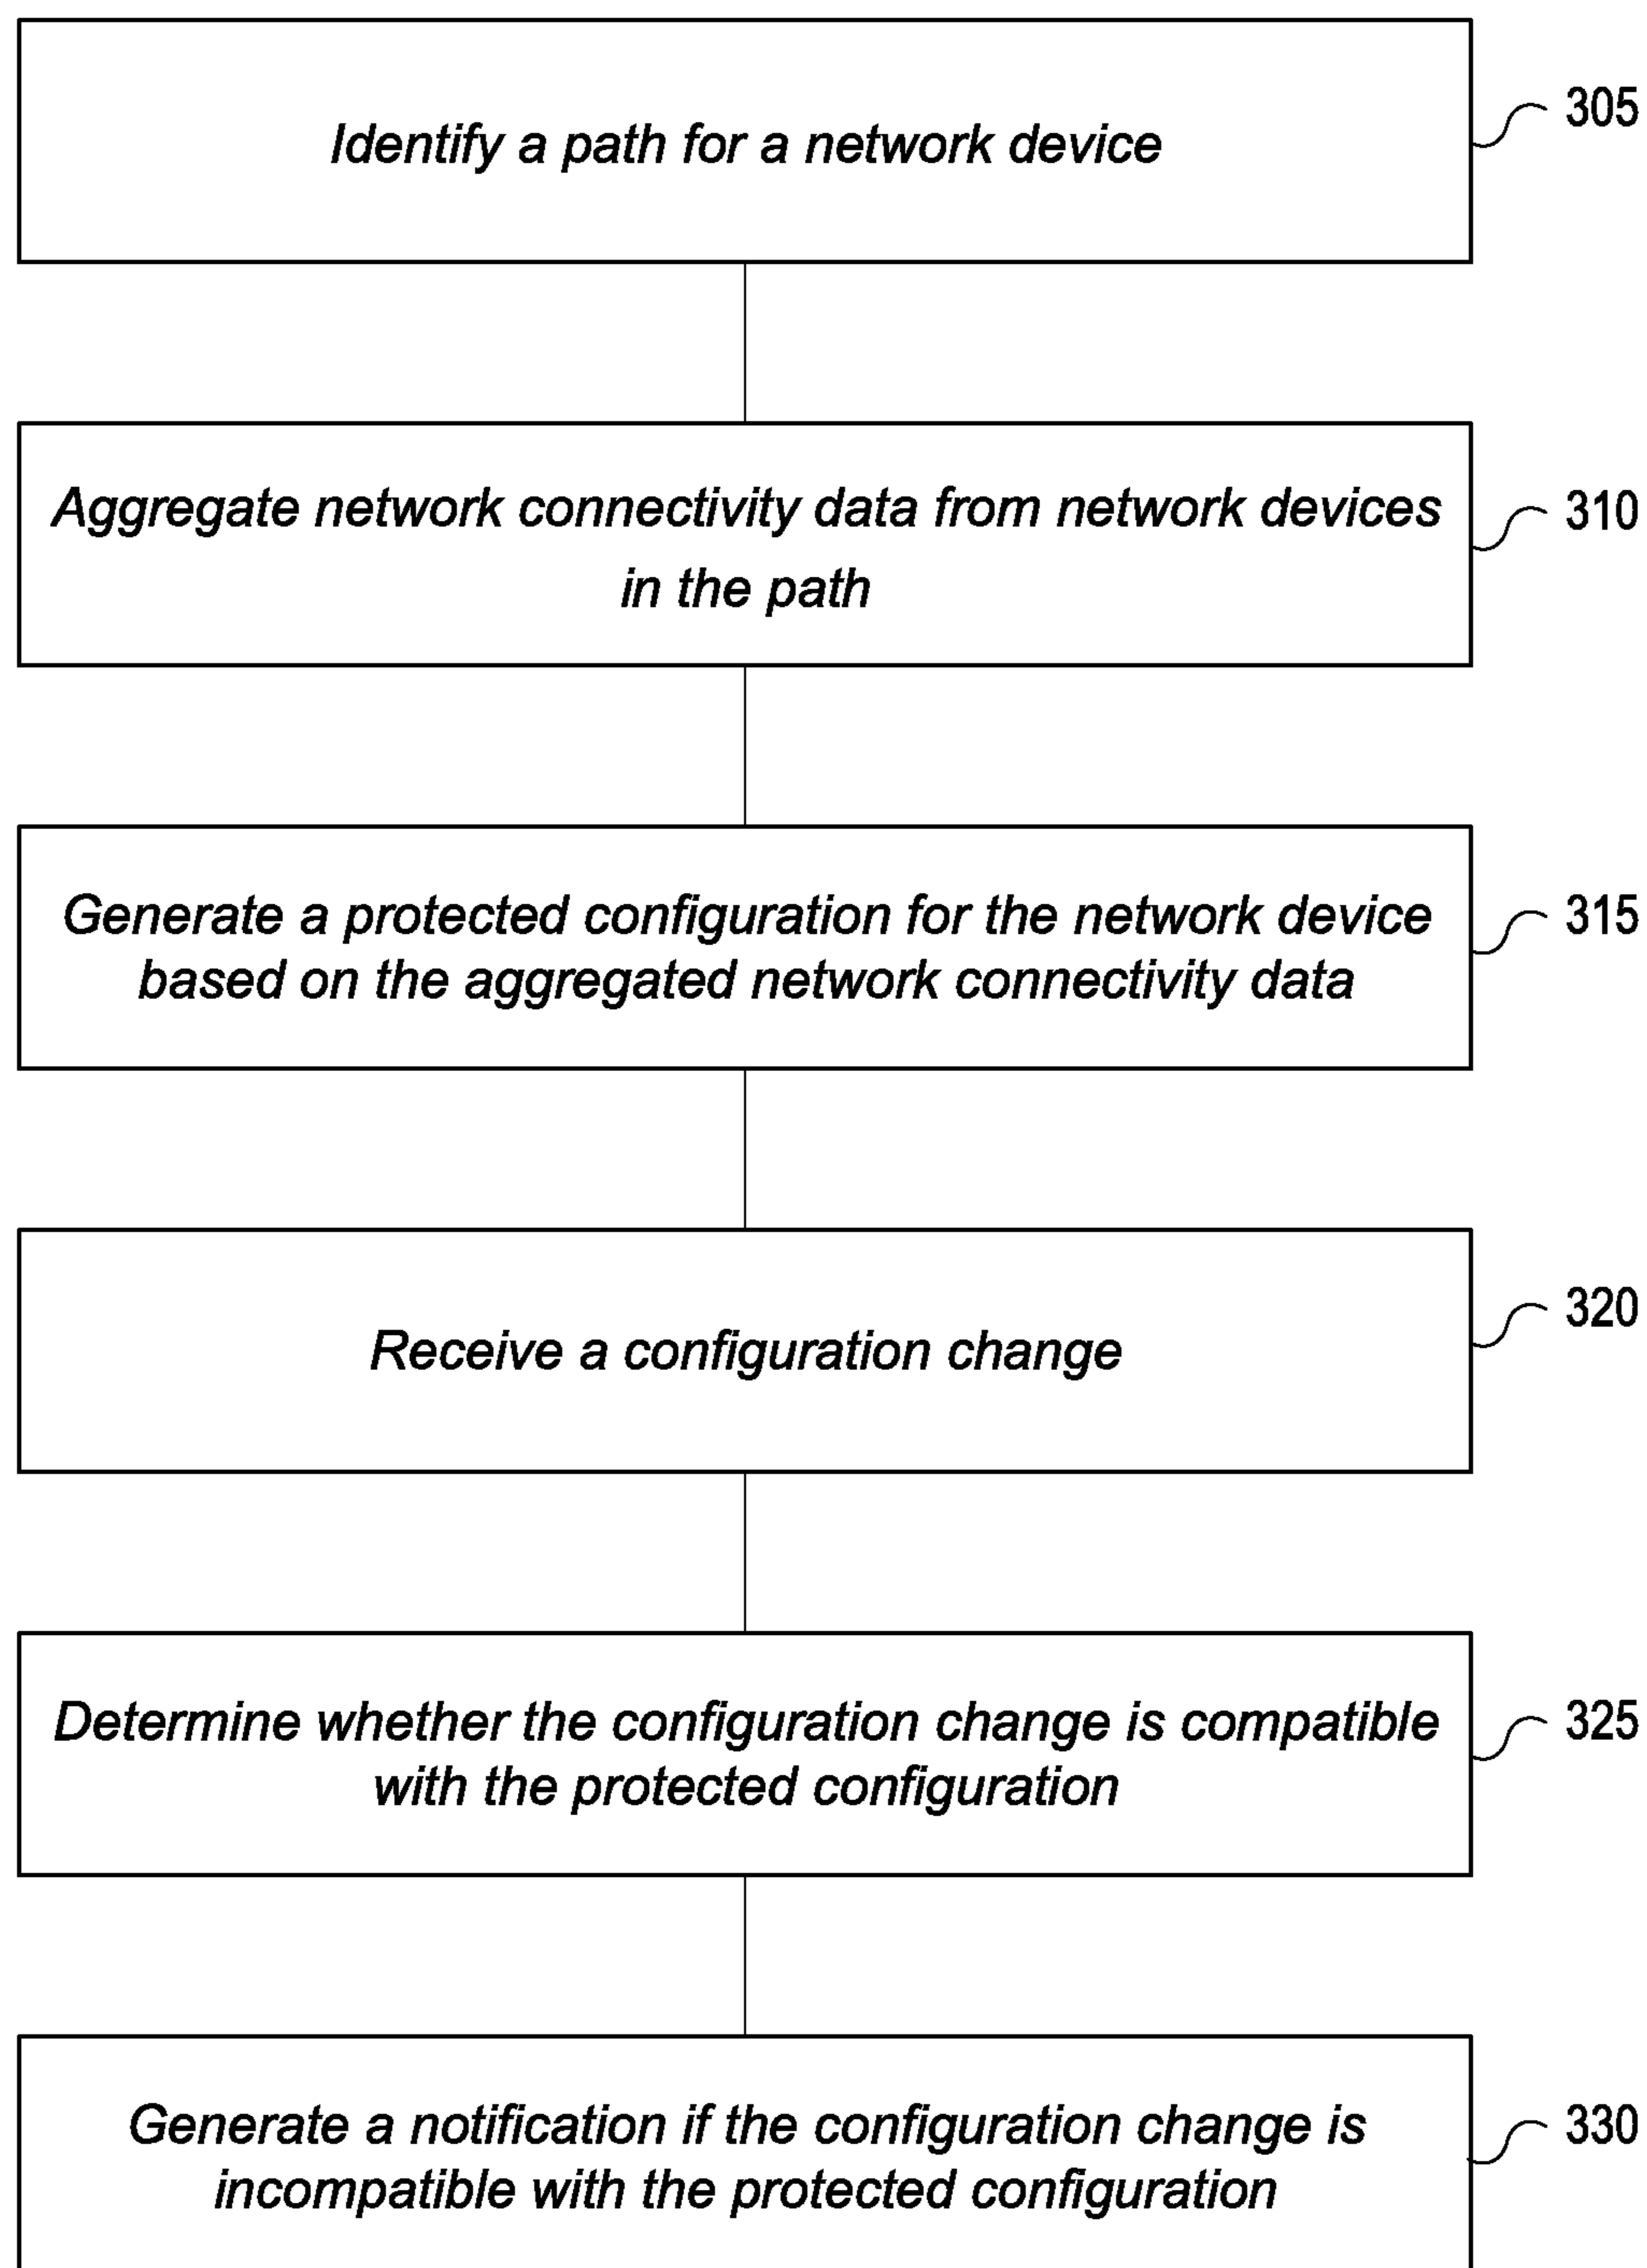 Identify a path for a network device
305
Aggregate network connectivity data from network devices
in the path
310
Generate a protected configuration for the network device
based on the aggregated network connectivity data
315
Receive a configuration change
320
Determine whether the configuration change is compatible
with the protected configuration
325
Generate a notification if the configuration change is
incompatible with the protected configuration
330